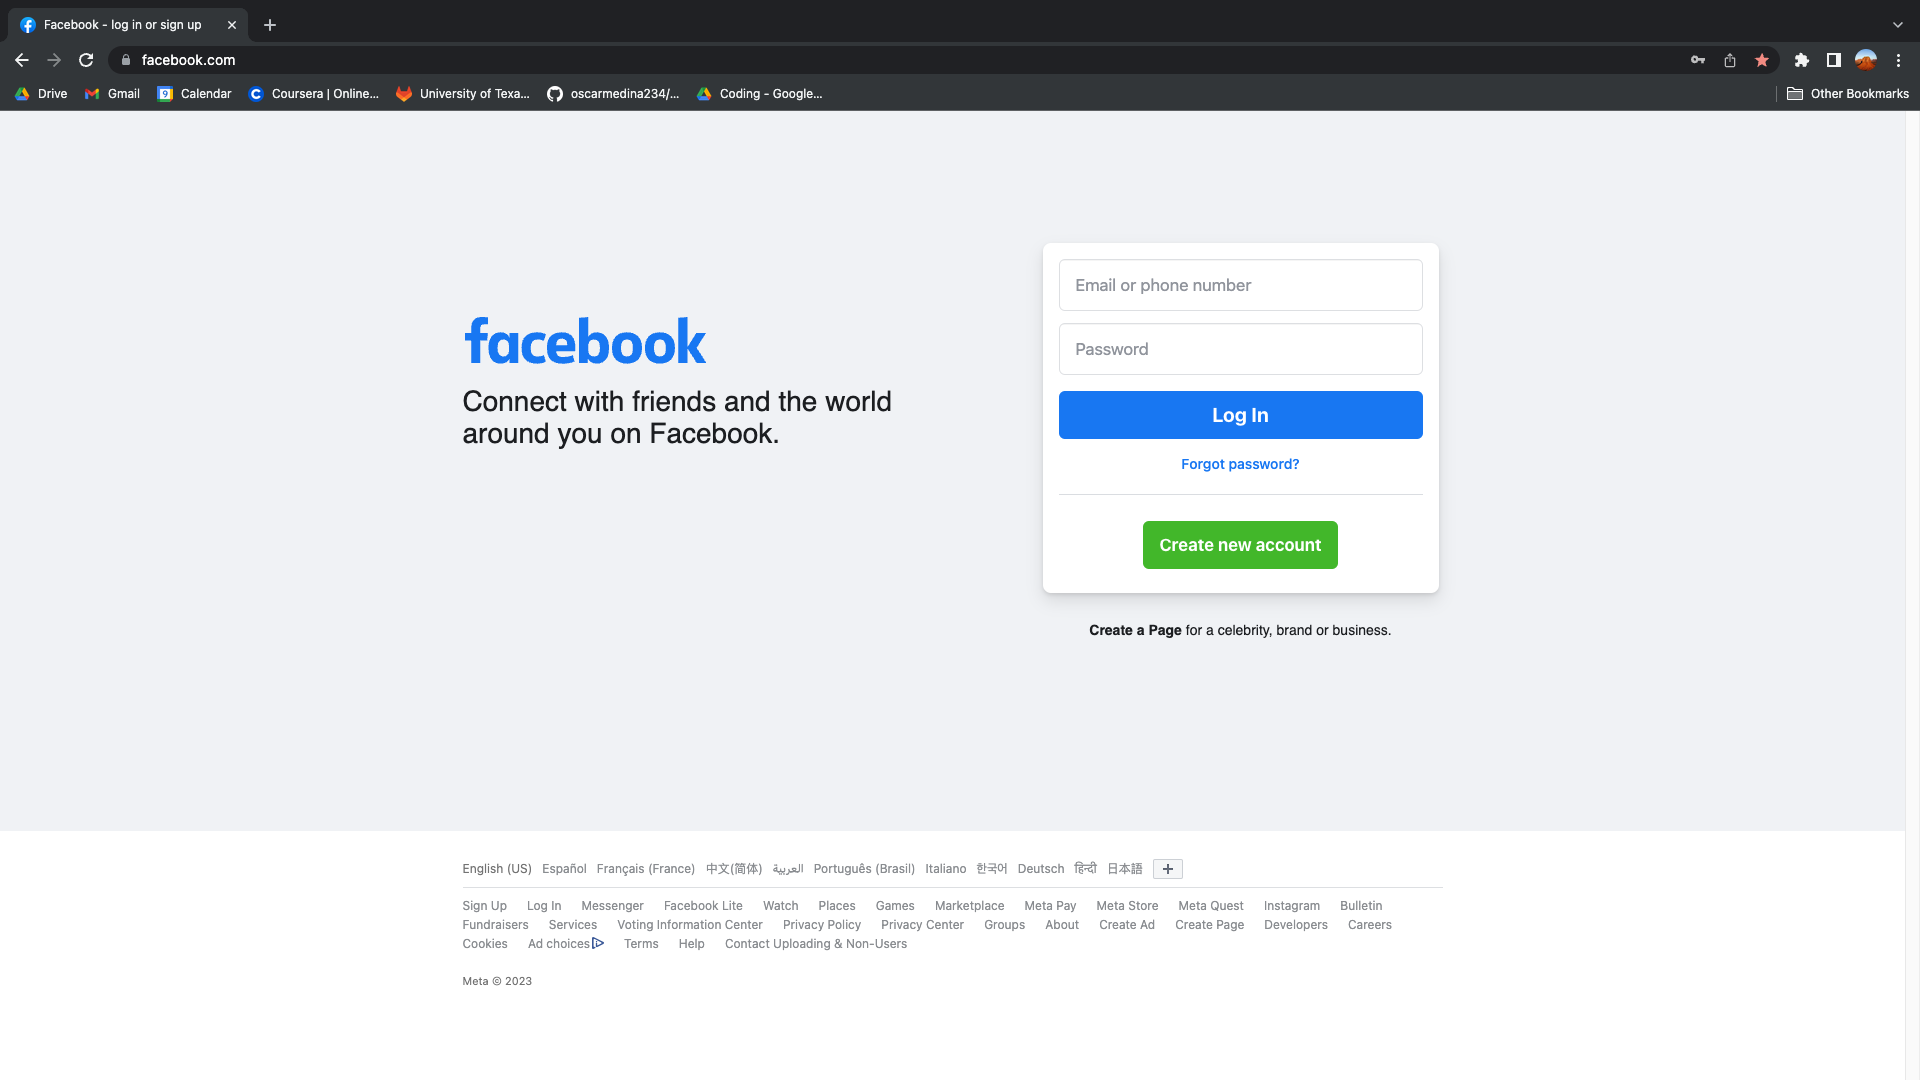 Facebook - log in or sign up
facebook.com
Drive Gmail 9 Calendar Coursera | Online... University of Texa... oscarmedina234/... Coding - Google... Other Bookmarks
Email or phone number
Password
facebook
Connect with friends and the world
around you on Facebook.
Log In
Forgot password?
Create new account
Create a Page for a celebrity, brand or business.
English (US) Español Français (France) 中文(简体) العربية Português (Brasil) Italiano 한국어 Deutsch हिन्दी 日本語
Sign Up Log In Messenger Facebook Lite Watch Places Games Marketplace Meta Pay Meta Store Meta Quest Instagram Bulletin
Fundraisers Services Voting Information Center Privacy Policy Privacy Center Groups About Create Ad Create Page Developers Careers
Cookies Ad choices Terms Help Contact Uploading & Non-Users
Meta © 2023